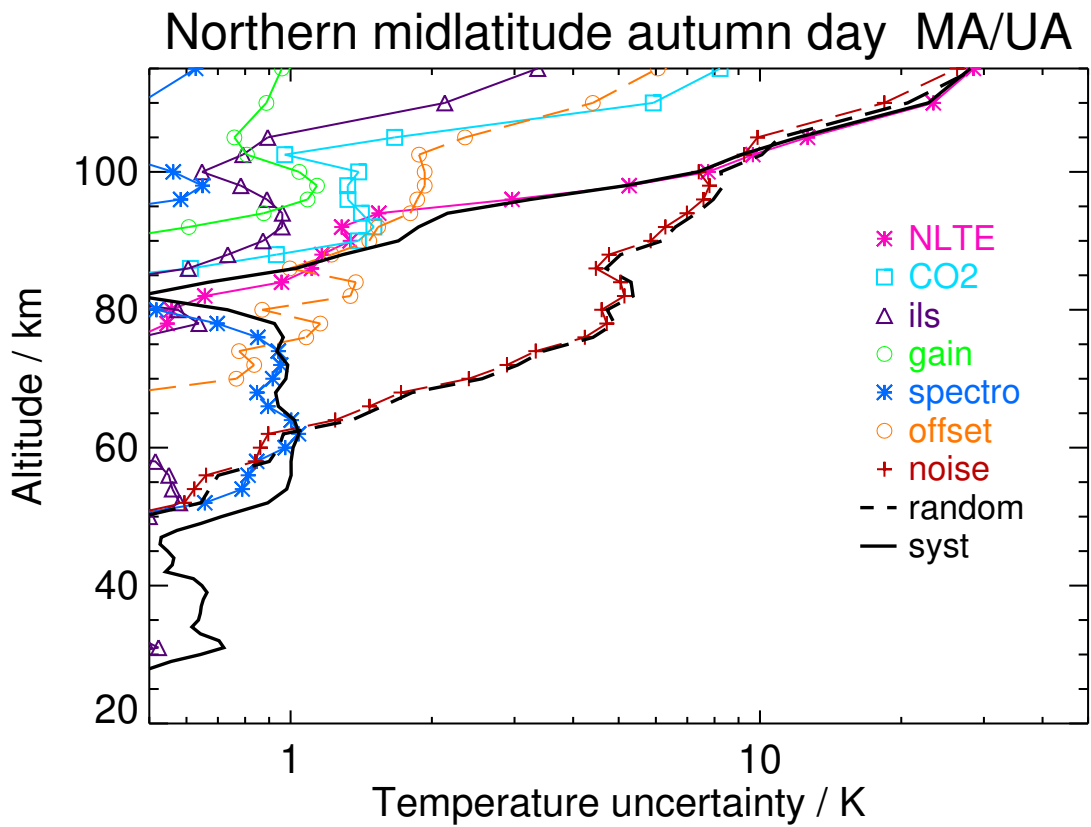 Northern midlatitude autumn day MA/UA
100
80
60
40
20
Altitude / km
NLTE
CO2
ils
gain
spectro
offset
noise
random
syst
1 10
Temperature uncertainty / K